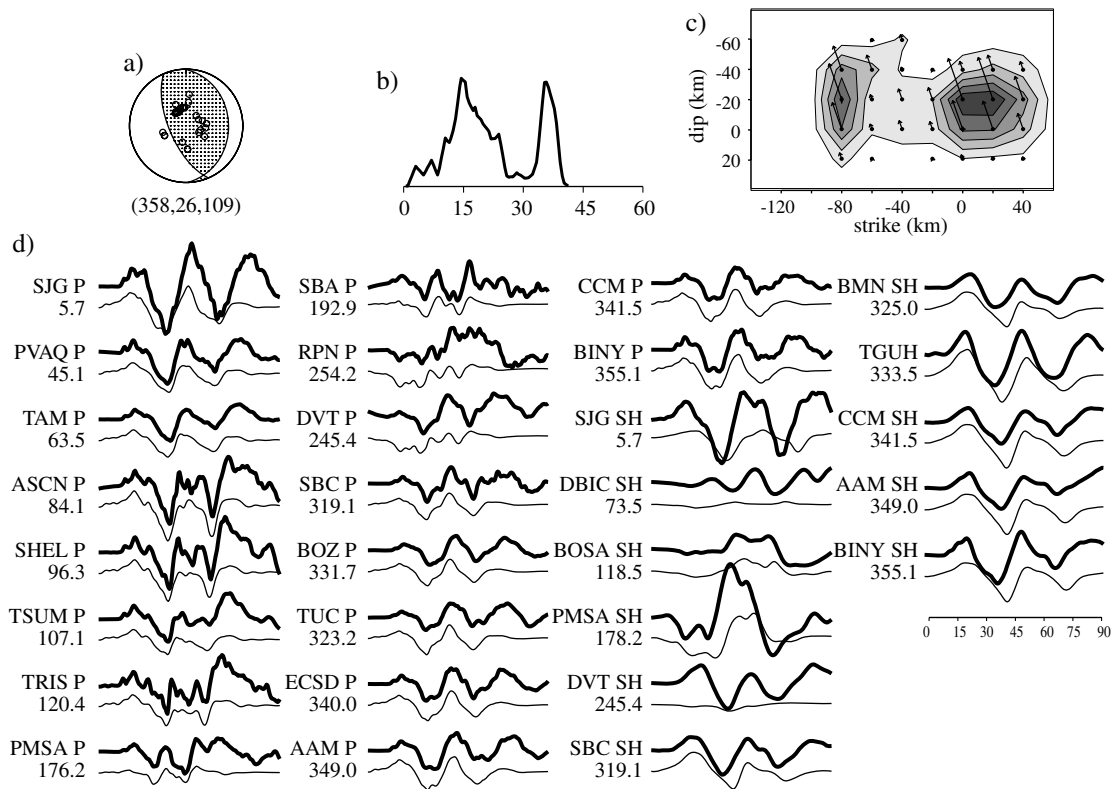 a)
(358,26,109)
b)
0 15 30 45 60
c)
dip (km)
-60
-40
-20
0
20
-120 -80 -40 0 40
strike (km)
d)
SJG P
5.7
PVAQ P
45.1
TAM P
63.5
ASCN P
84.1
SHEL P
96.3
TSUM P
107.1
TRIS P
120.4
PMSA P
176.2
SBA P
192.9
RPN P
254.2
DVT P
245.4
SBC P
319.1
BOZ P
331.7
TUC P
323.2
ECSD P
340.0
AAM P
349.0
CCM P
341.5
BINY P
355.1
SJG SH
5.7
DBIC SH
73.5
BOSA SH
118.5
PMSA SH
178.2
DVT SH
245.4
SBC SH
319.1
BMN SH
325.0
TGUH
333.5
CCM SH
341.5
AAM SH
349.0
BINY SH
355.1
0 15 30 45 60 75 90